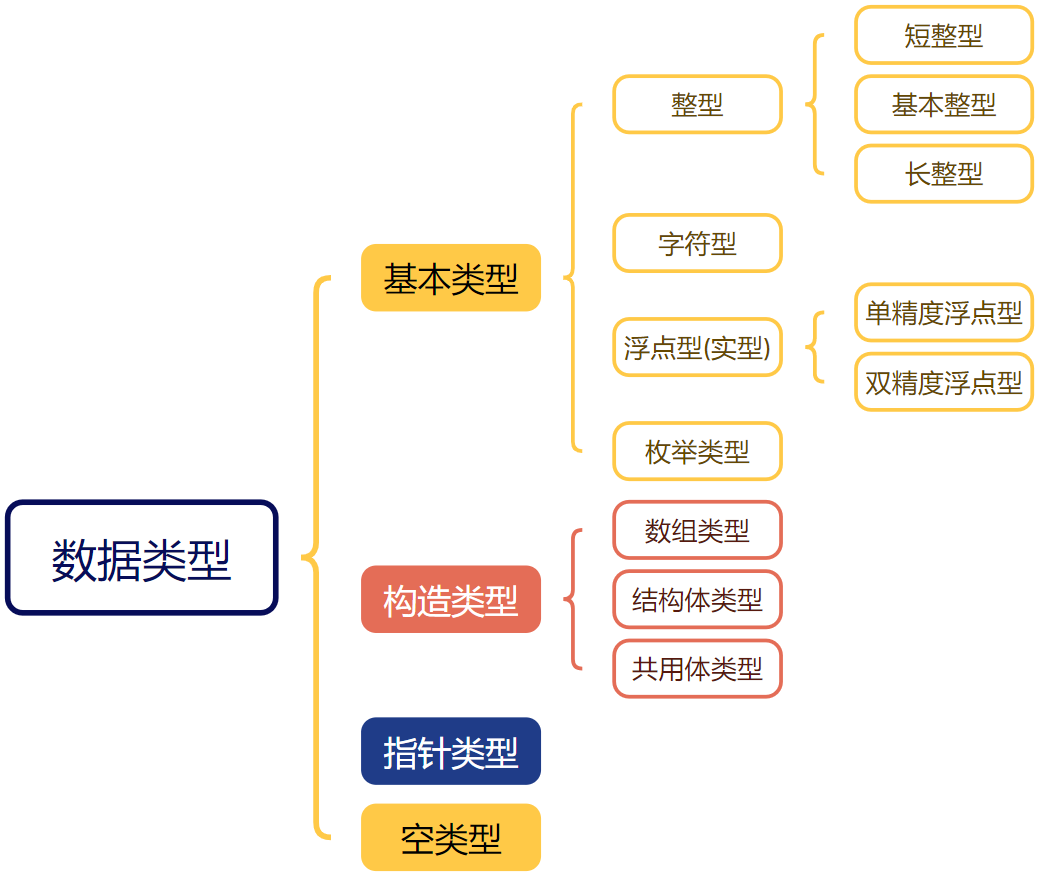 数据类型
基本类型
整型
短整型
基本整型
长整型
字符型
浮点型(实型)
单精度浮点型
双精度浮点型
枚举类型
构造类型
数组类型
结构体类型
共用体类型
指针类型
空类型